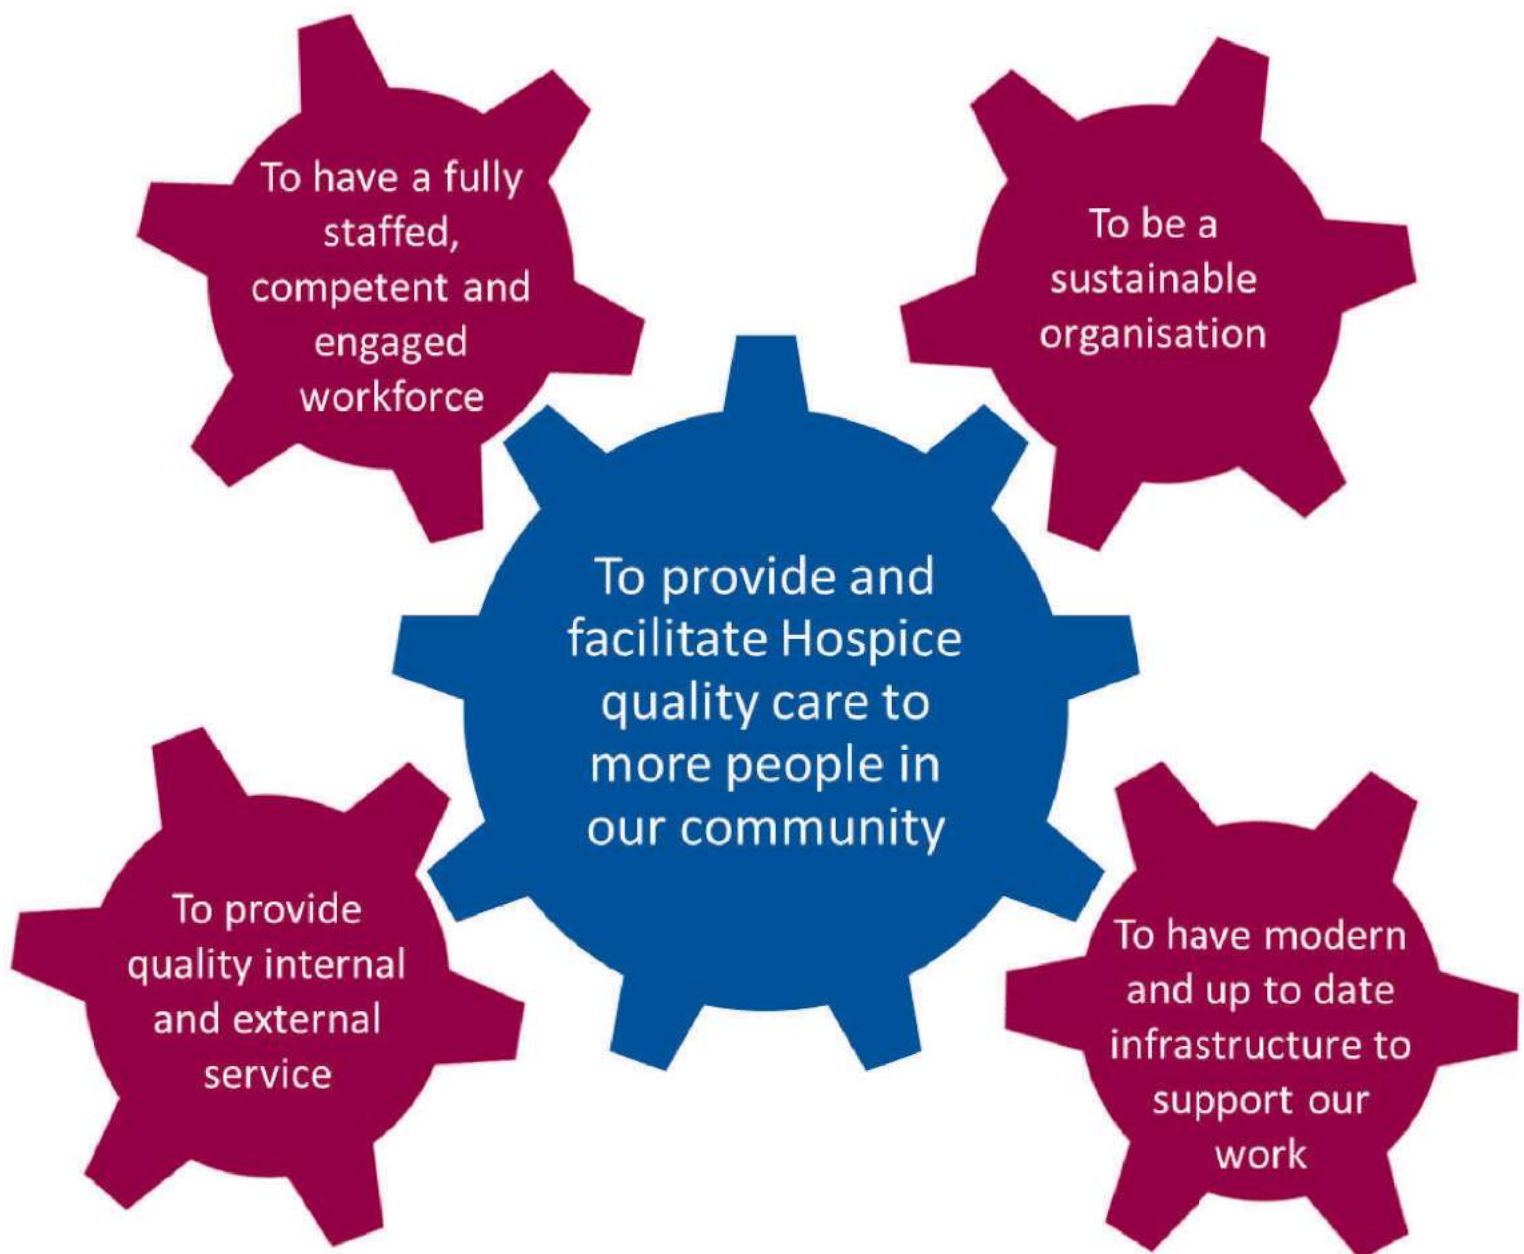 To have a fully
staffed,
competent and
engaged
workforce
To be a
sustainable
organisation
To provide and
facilitate Hospice
quality care to
more people in
our community
To provide
quality internal
and external
service
To have modern
and up to date
infrastructure to
support our
work